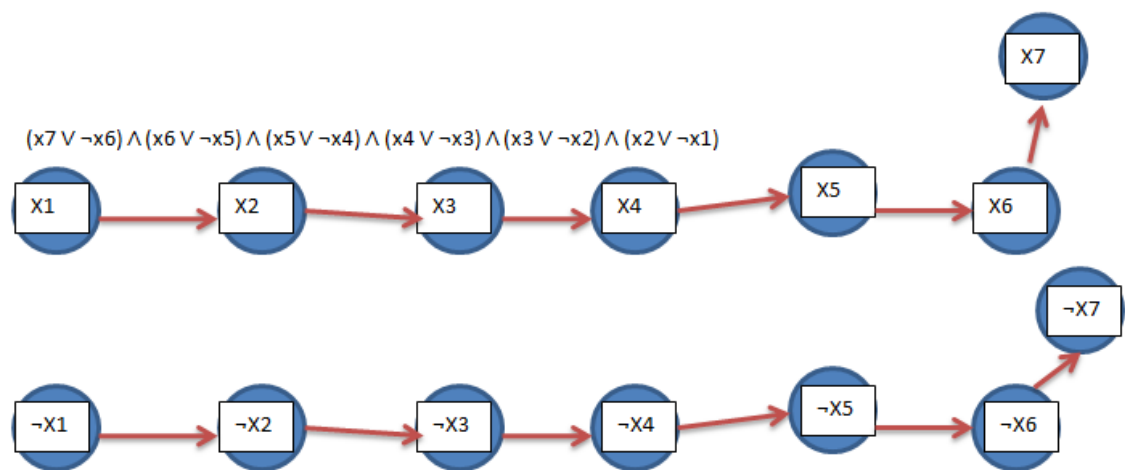 X7
(x7 ∨ ¬x6) ∧ (x6 ∨ ¬x5) ∧ (x5 ∨ ¬x4) ∧ (x4 ∨ ¬x3) ∧ (x3 ∨ ¬x2) ∧ (x2 ∨ ¬x1)
X1 X2 X3 X4 X5 X6
¬X7
¬X1 ¬X2 ¬X3 ¬X4 ¬X5 ¬X6